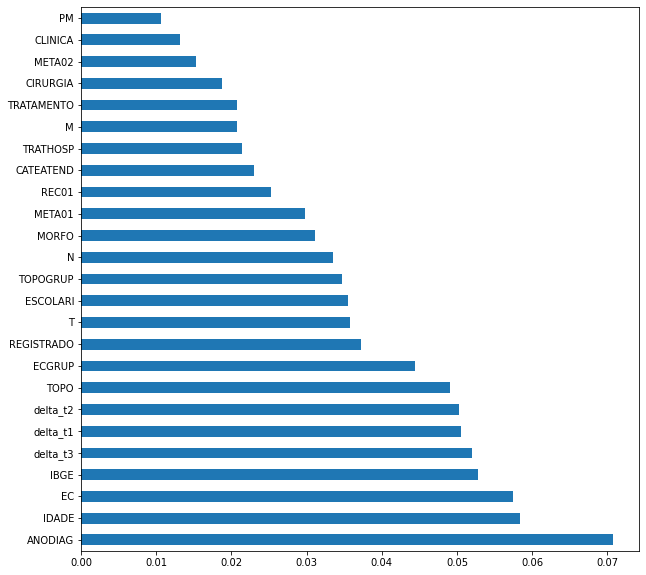 PM
CLINICA
META02
CIRURGIA
TRATAMENTO
M
TRATHOSP
CATEATEND
REC01
META01
MORFO
N
TOPOGRUP
ESCOLARI
T
REGISTRADO
ECGRUP
TOPO
delta_t2
delta_t1
delta_t3
IBGE
EC
IDADE
ANODIAG
0.00 0.01 0.02 0.03 0.04 0.05 0.06 0.07